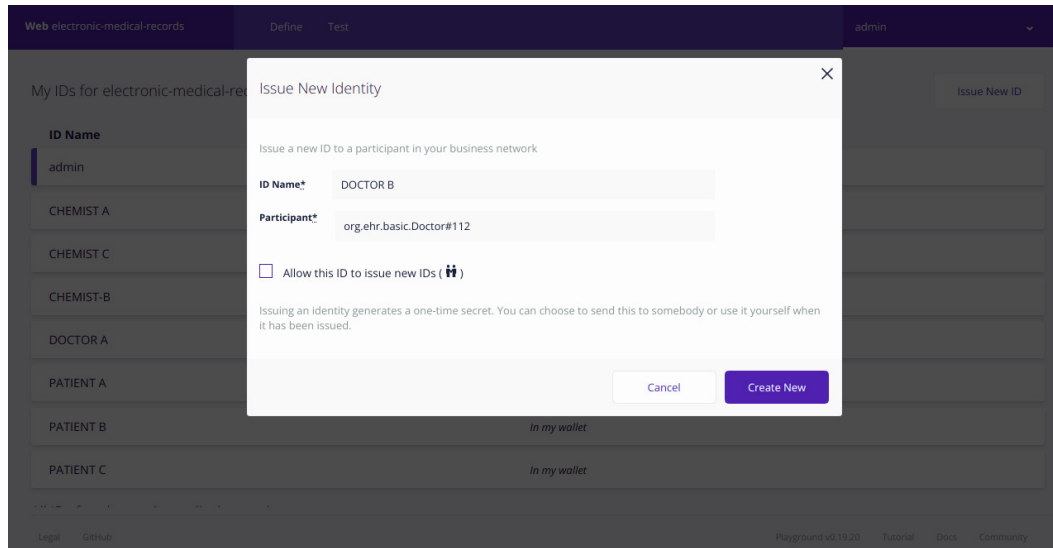 Web electronic-medical-records
Define Test
admin
My IDs for electronic-medical-rec
Issue New ID
Issue New Identity
ID Name
Issue a new ID to a participant in your business network
admin
ID Name* DOCTOR B
CHEMIST A
Participant* org.ehr.basic.Doctor#112
CHEMIST C
Allow this ID to issue new IDs ( )
CHEMIST-B
Issuing an identity generates a one-time secret. You can choose to send this to somebody or use it yourself when
it has been issued.
DOCTOR A
PATIENT A
Cancel Create New
PATIENT B In my wallet
PATIENT C In my wallet
Legal GitHub Playground v0.19.20 Tutorial Docs Community